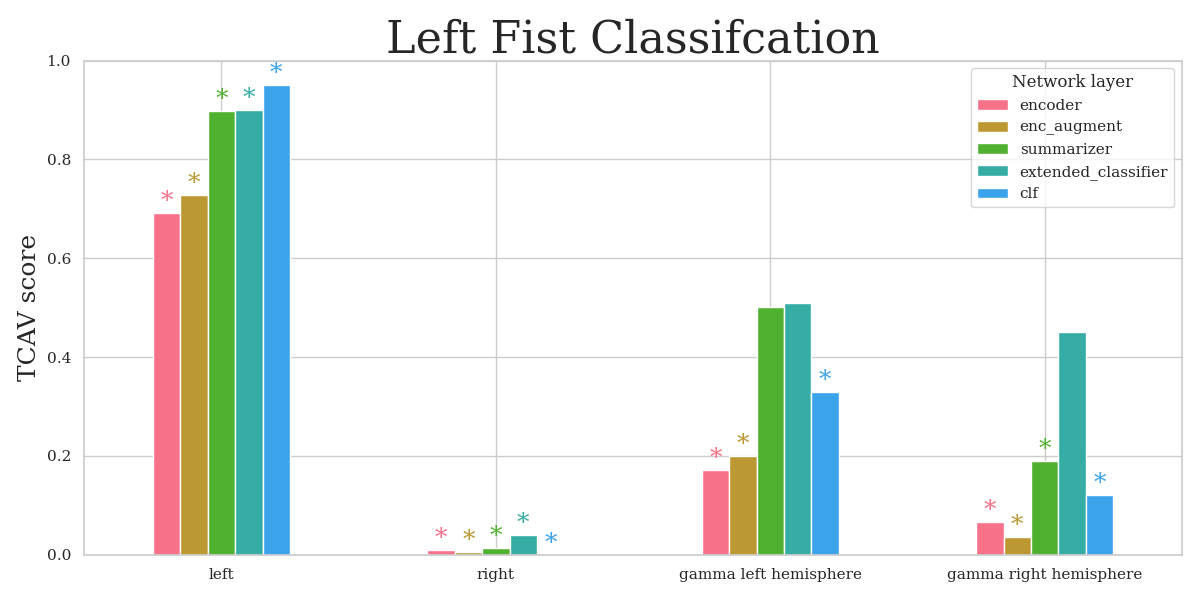 Left Fist Classifcation
TCAV score
1.0
0.8
0.6
0.4
0.2
0.0
* * * * *
* * * * *
* * *
* * * *
left
right
gamma left hemisphere
gamma right hemisphere
Network layer
encoder
enc_augment
summarizer
extended_classifier
clf